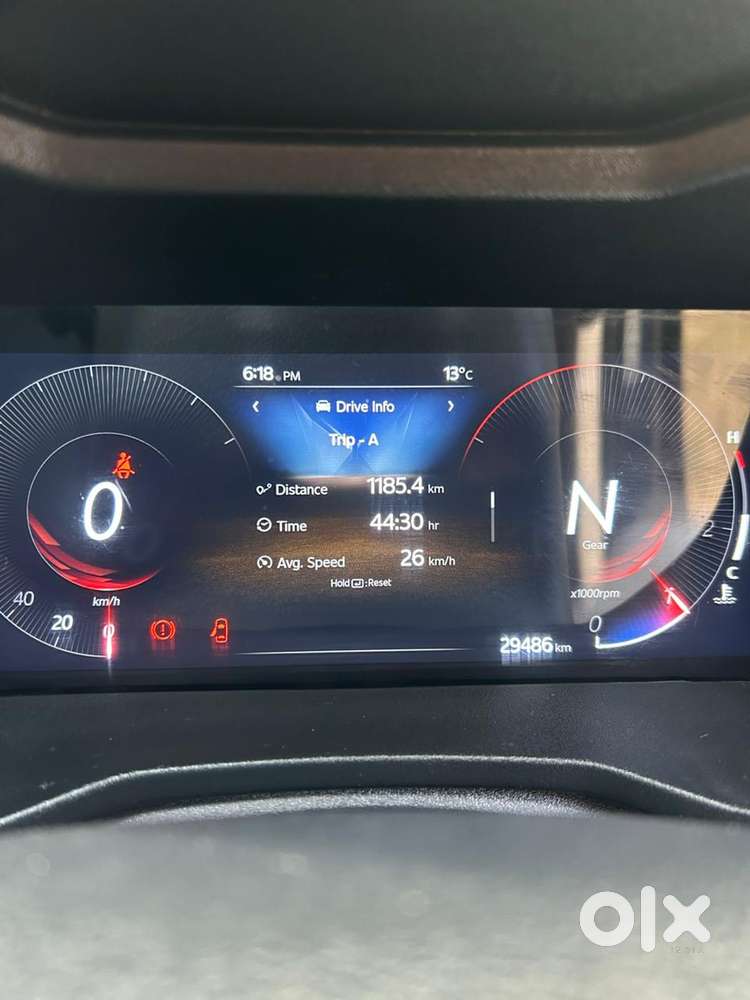 6:18 PM 13°C
‹ Drive Info ›
Trip - A
Distance 1185.4 km
Time 44:30 hr
Avg. Speed 26 km/h
Hold :Reset
0
km/h
40
20
0
N
Gear
x1000rpm
2
1
0
H
C
29486 km
olx